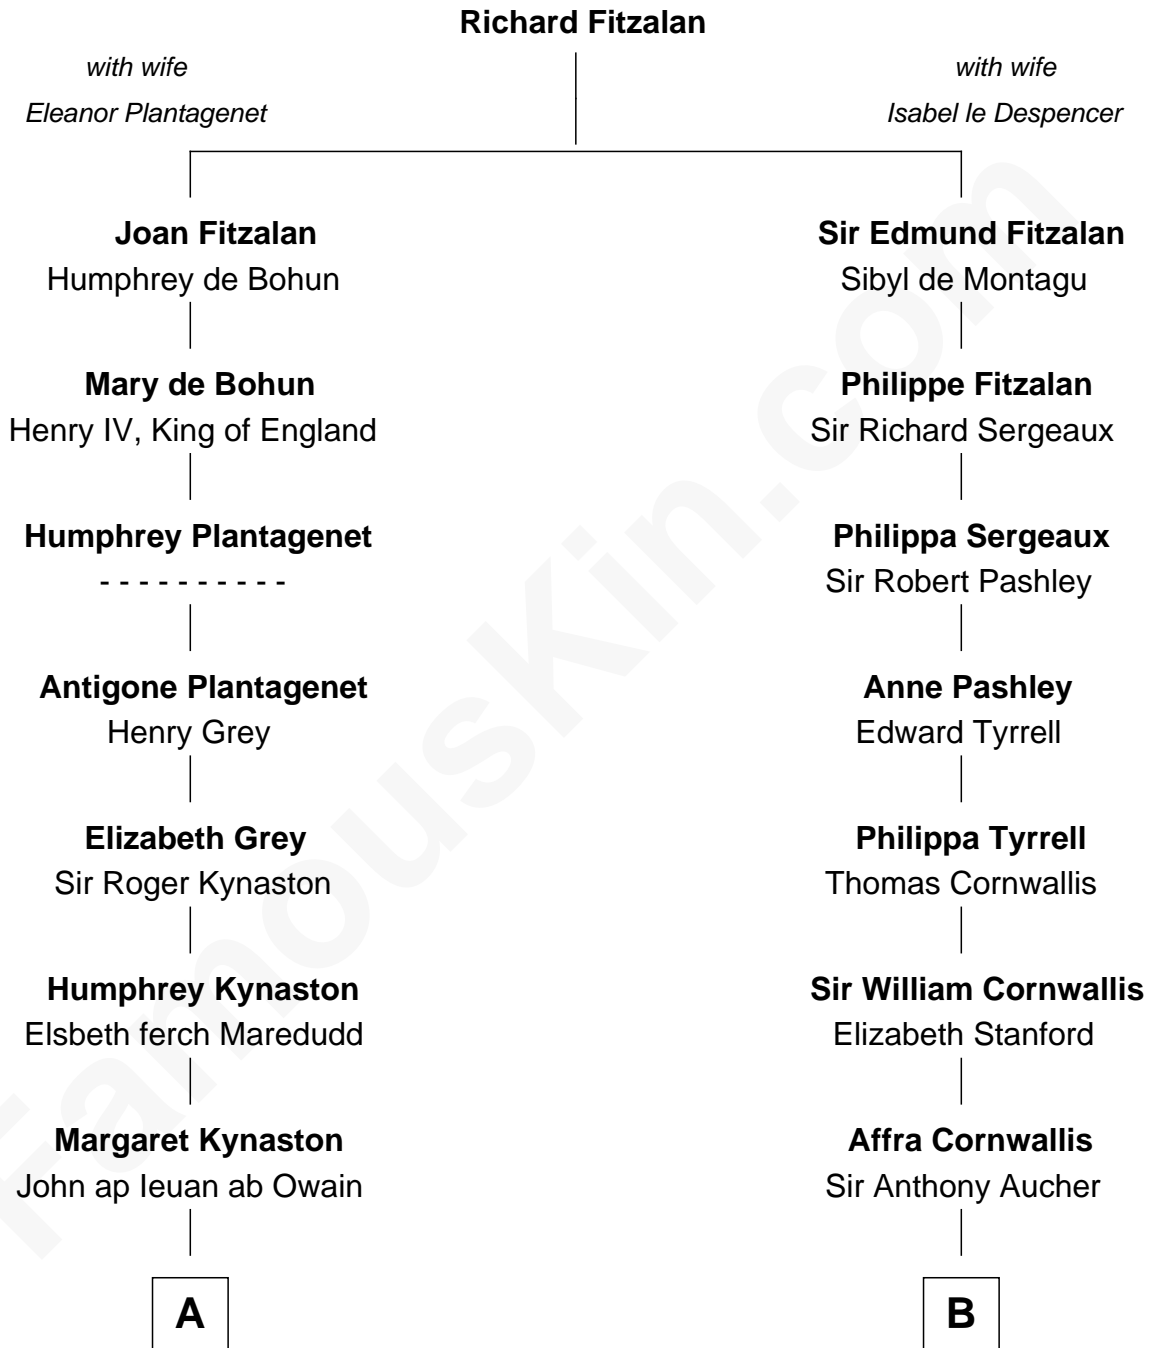 Richard Fitzalan
with wife
Eleanor Plantagenet
with wife
Isabel le Despencer
Joan Fitzalan
Humphrey de Bohun
Sir Edmund Fitzalan
Sibyl de Montagu
Mary de Bohun
Henry IV, King of England
Philippe Fitzalan
Sir Richard Sergeaux
Humphrey Plantagenet
- - - - - - - - - -
Philippa Sergeaux
Sir Robert Pashley
Antigone Plantagenet
Henry Grey
Anne Pashley
Edward Tyrrell
Elizabeth Grey
Sir Roger Kynaston
Philippa Tyrrell
Thomas Cornwallis
Humphrey Kynaston
Elsbeth ferch Maredudd
Sir William Cornwallis
Elizabeth Stanford
Margaret Kynaston
John ap Ieuan ab Owain
Affra Cornwallis
Sir Anthony Aucher
A
B
FamousKin.com